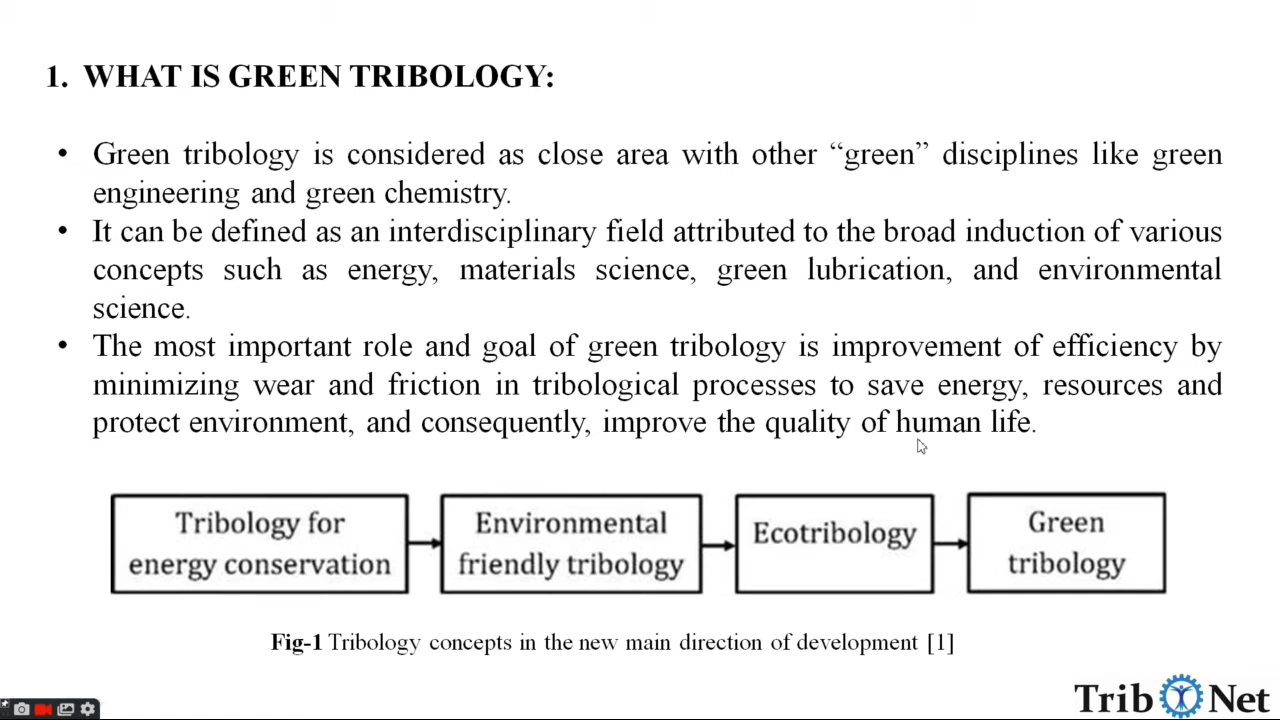 1. WHAT IS GREEN TRIBOLOGY:
• Green tribology is considered as close area with other “green” disciplines like green
engineering and green chemistry.
• It can be defined as an interdisciplinary field attributed to the broad induction of various
concepts such as energy, materials science, green lubrication, and environmental
science.
• The most important role and goal of green tribology is improvement of efficiency by
minimizing wear and friction in tribological processes to save energy, resources and
protect environment, and consequently, improve the quality of human life.
Tribology for
energy conservation
Environmental
friendly tribology
Ecotribology
Green
tribology
Fig-1 Tribology concepts in the new main direction of development [1]
Trib Net